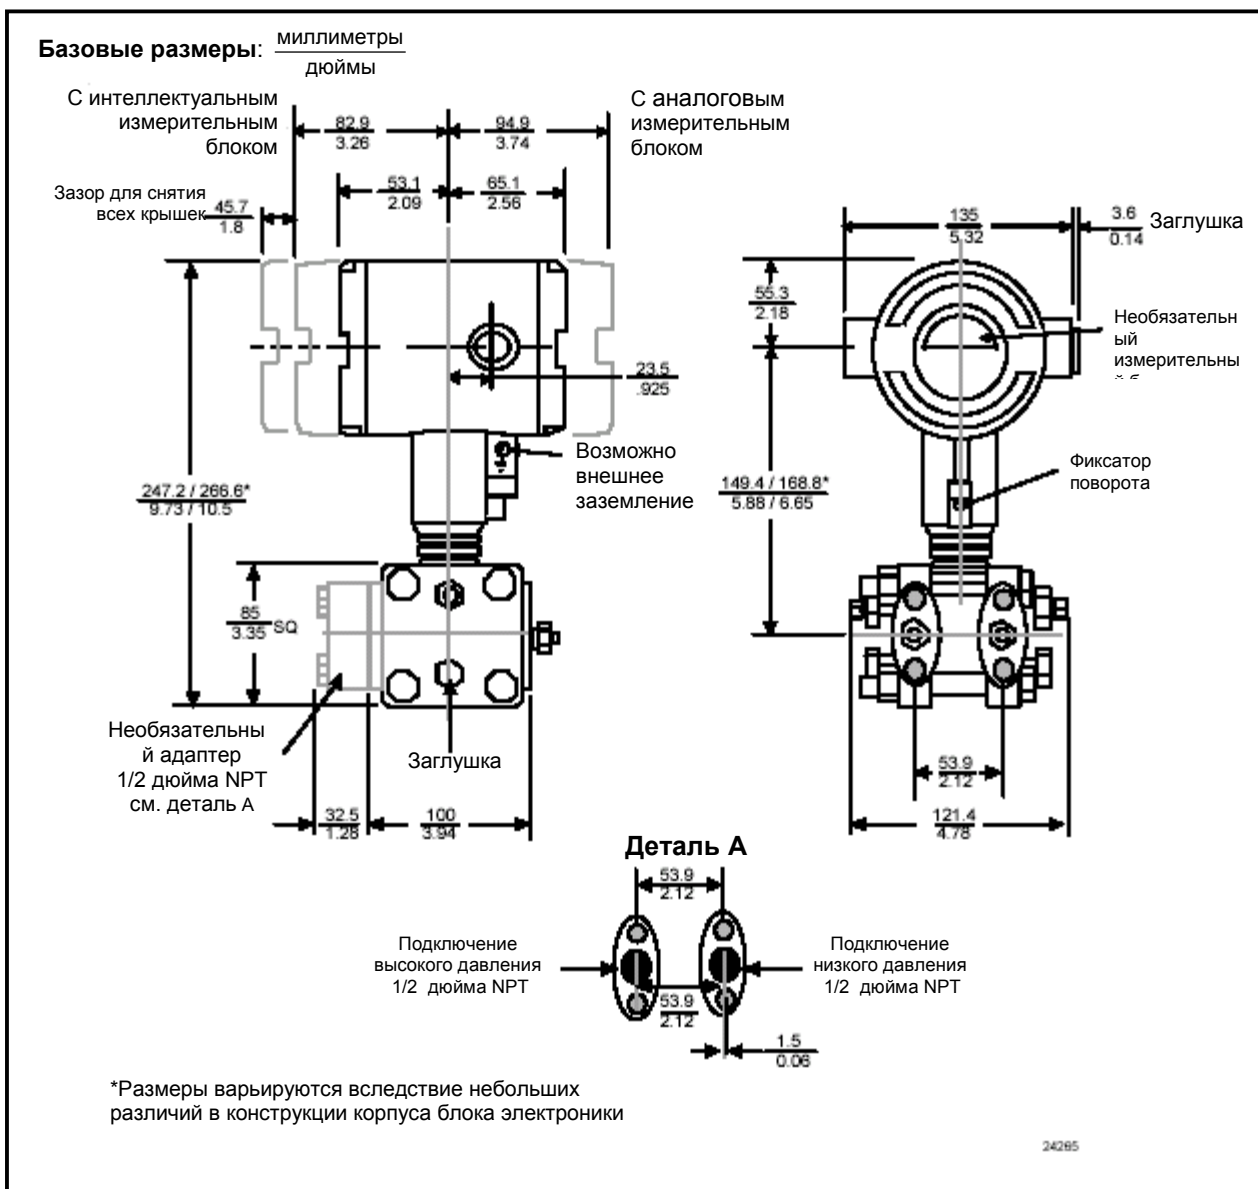 Базовые размеры: миллиметры
дюймы
С интеллектуальным
измерительным
блоком
82.9
3.26
94.9
3.74
С аналоговым
измерительным
блоком
53.1
2.09
65.1
2.56
Зазор для снятия
всех крышек
45.7
1.8
135
5.32
3.6
0.14
Заглушка
55.3
2.18
Необязательн
ый
измерительны
23.5
.925
Возможно
внешнее
заземление
Фиксатор
поворота
247.2 / 266.6*
9.73 / 10.5
149.4 / 168.8*
5.88 / 6.65
85
3.35
SQ
Необязательны
й адаптер
1/2 дюйма NPT
см. деталь А
Заглушка
32.5
1.28
100
3.94
53.9
2.12
121.4
4.78
Деталь А
53.9
2.12
Подключение
высокого давления
1/2 дюйма NPT
Подключение
низкого давления
1/2 дюйма NPT
53.9
2.12
1.5
0.06
*Размеры варьируются вследствие небольших
различий в конструкции корпуса блока электроники
24265